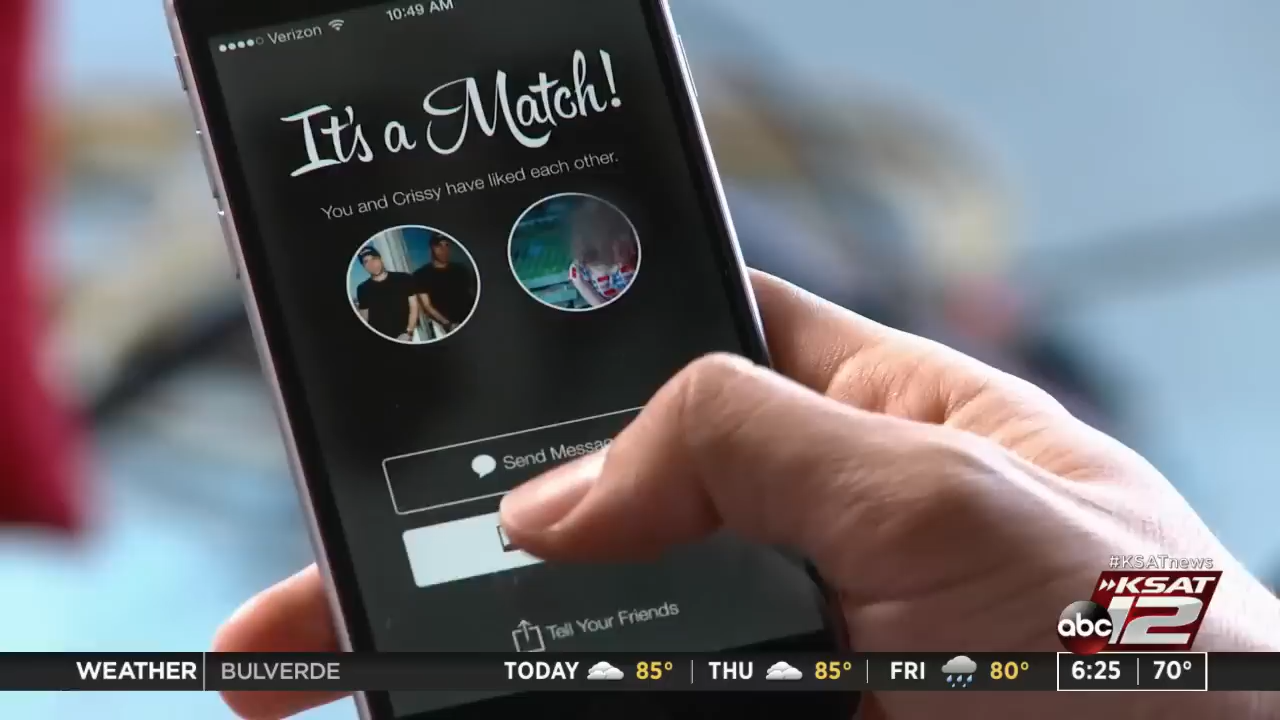 Verizon
10:49 AM
It's a Match!
You and Crissy have liked each other.
Send Messag
Tell Your Friends
#KSATnews
KSAT
abc 12
WEATHER BULVERDE TODAY 85° THU 85° FRI 80° 6:25 70°